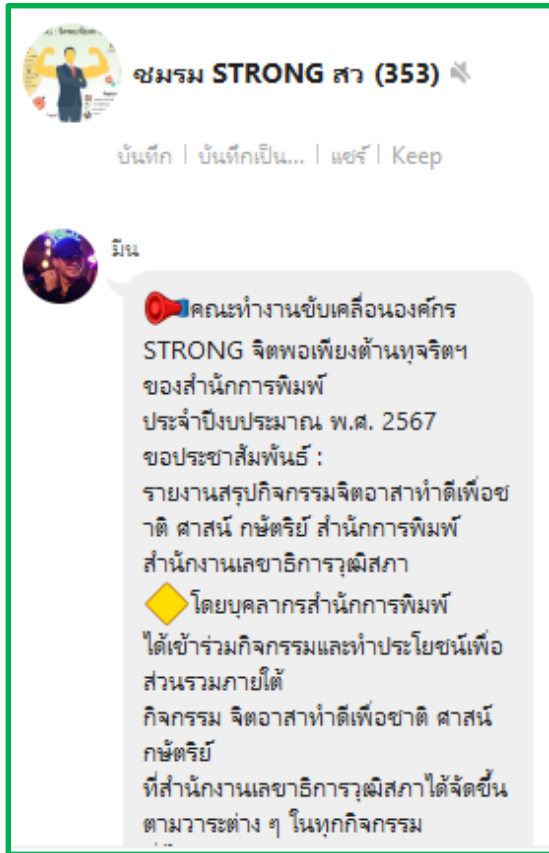 ชมรม STRONG สว (353)
บันทึก | บันทึกเป็น... | แชร์ | Keep
มีน
คณะทำงานขับเคลื่อนองค์กร
STRONG จิตพอเพียงต้านทุจริตฯ
ของสำนักการพิมพ์
ประจำปีงบประมาณ พ.ศ. 2567
ขอประชาสัมพันธ์ :
รายงานสรุปกิจกรรมจิตอาสาทำดีเพื่อช
าติ ศาสน์ กษัตริย์ สำนักการพิมพ์
สำนักงานเลขาธิการวุฒิสภา
โดยบุคลากรสำนักการพิมพ์
ได้เข้าร่วมกิจกรรมและทำประโยชน์เพื่อ
ส่วนรวมภายใต้
กิจกรรม จิตอาสาทำดีเพื่อชาติ ศาสน์
กษัตริย์
ที่สำนักงานเลขาธิการวุฒิสภาได้จัดขึ้น
ตามวาระต่าง ๆ ในทุกกิจกรรม